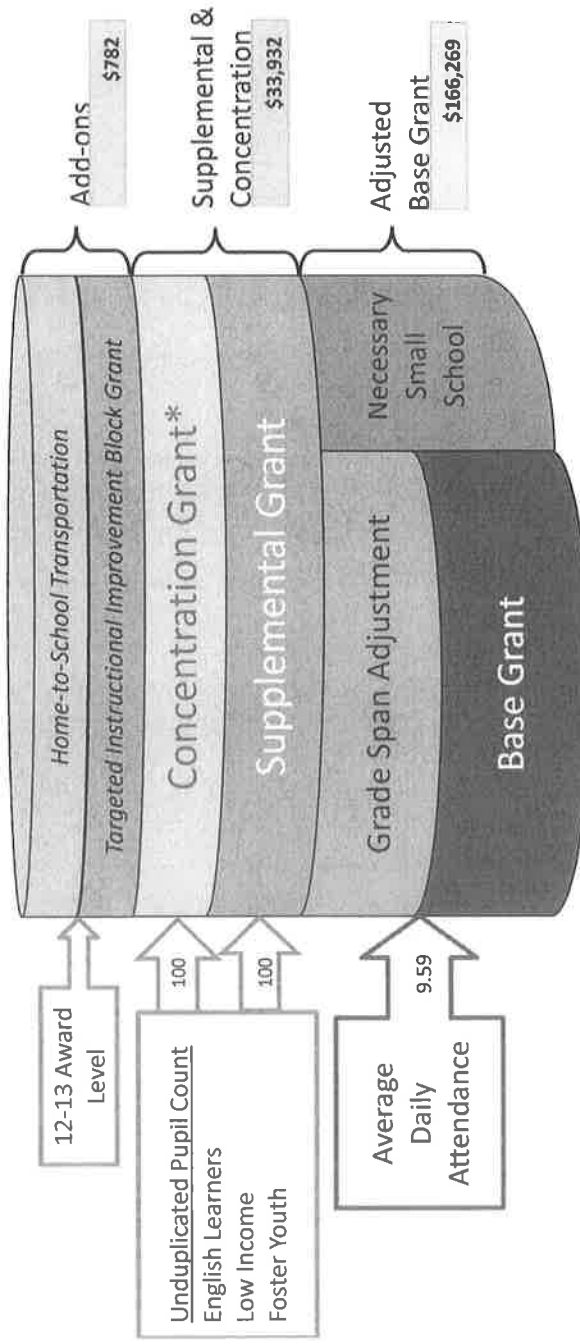 12-13 Award
Level
Unduplicated Pupil Count
English Learners
Low Income
Foster Youth
100
100
Average
Daily
Attendance
9.59
Home-to-School Transportation
Targeted Instructional Improvement Block Grant
Concentration Grant*
Supplemental Grant
Grade Span Adjustment
Base Grant
Necessary
Small
School
Add-ons
$782
Supplemental &
Concentration
$33,932
Adjusted
Base Grant
$166,269